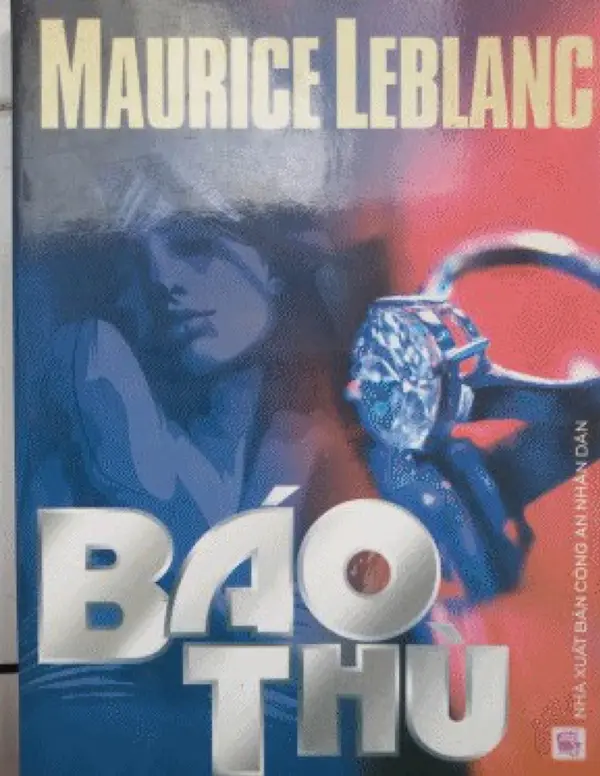 MAURICE LEBLANC
BÁO
THÙ
NHÀ XUẤT BẢN CÔNG AN NHÂN DÂN